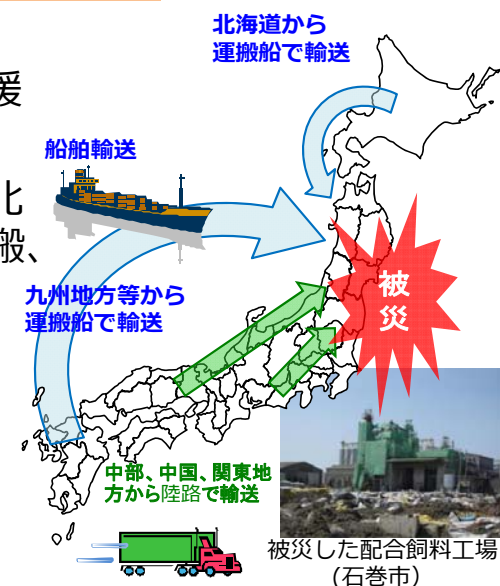 北海道から
運搬船で輸送
援
船舶輸送
北
般、
九州地方等から
運搬船で輸送
被
災
中部、中国、関東地
方から陸路で輸送
被災した配合飼料工場
（石巻市）